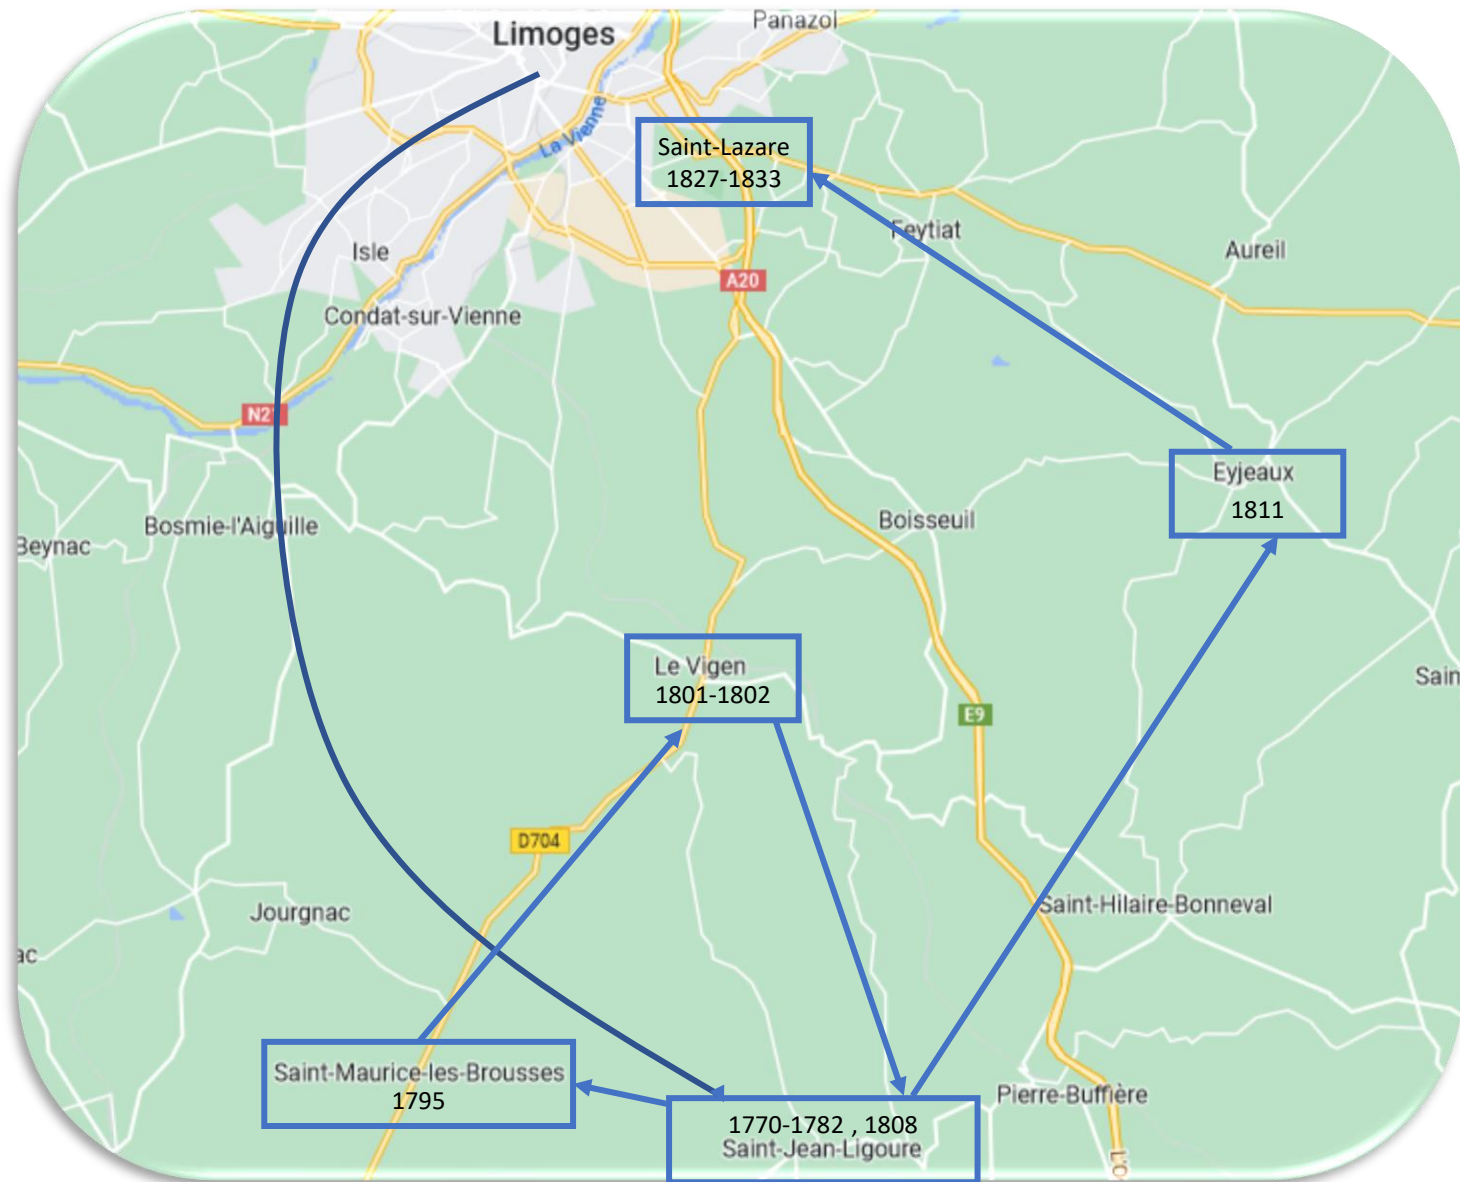 Panazol
Limoges
La Vienne
Saint-Lazare
1827-1833
Feytiat
Aureil
Isle
A20
Condat-sur-Vienne
N21
Eyjeaux
1811
Boisseuil
Bosmie-l'Aiguille
Beynac
Le Vigen
1801-1802
Sain
E9
D704
Saint-Hilaire-Bonneval
Jourgnac
ac
Saint-Maurice-les-Brousses
1795
Pierre-Buffière
1770-1782 , 1808
Saint-Jean-Ligoure
L'O